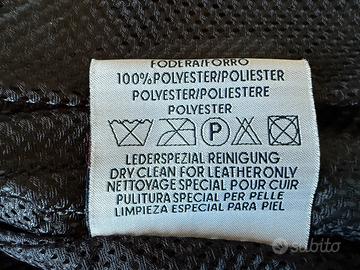 FODERA/FORRO
100% POLYESTER/POLIESTER
POLYESTER/POLIESTERE
POLYESTER
P
LEDERSPEZIAL REINIGUNG
DRY CLEAN FOR LEATHER ONLY
NETTOYAGE SPECIAL POUR CUIR
PULITURA SPECIAL PER PELLE
LIMPIEZA ESPECIAL PARA PIEL
subito